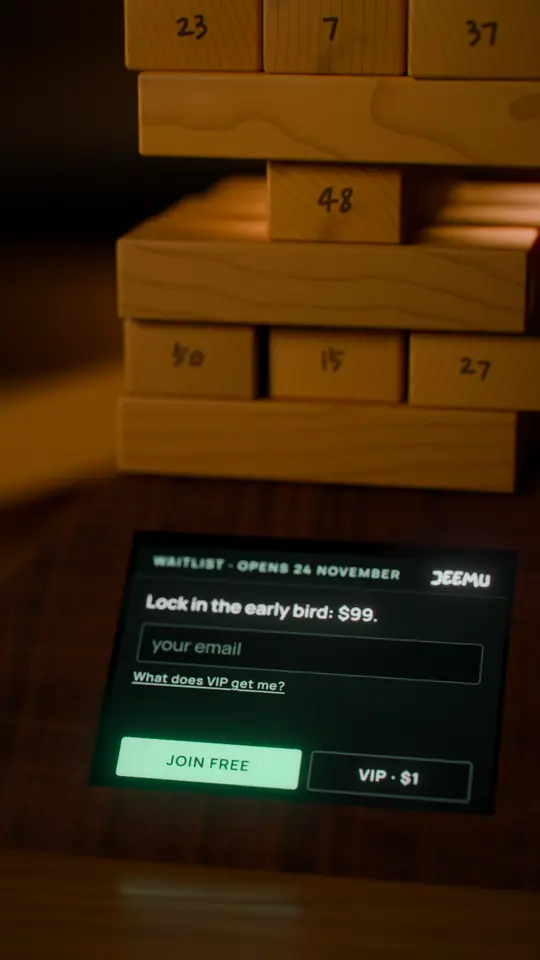 23 7 37
48
50 15 27
WAITLIST · OPENS 24 NOVEMBER JEEMU
Lock in the early bird: $99.
your email
What does VIP get me?
JOIN FREE VIP · $1